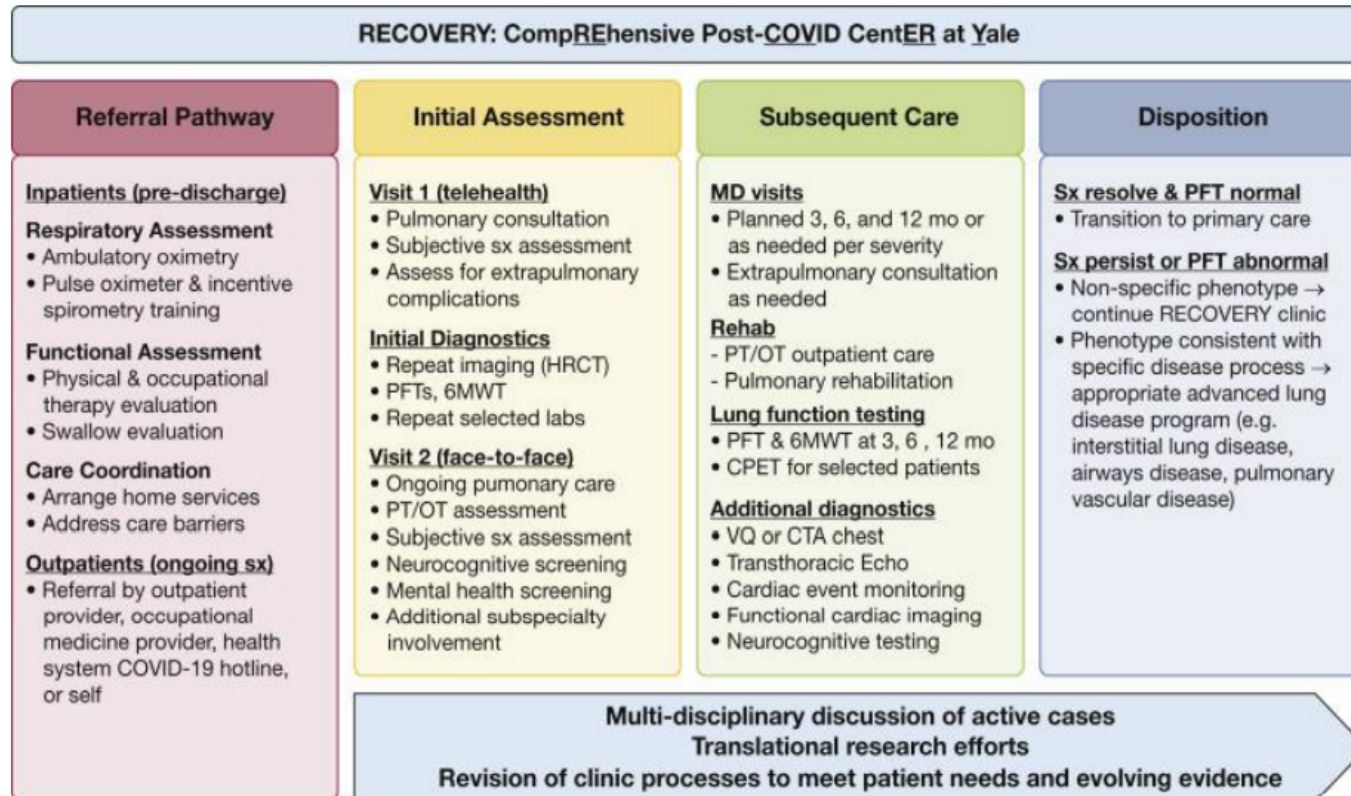 RECOVERY: CompREhensive Post-COVID CentER at Yale
Referral Pathway
Inpatients (pre-discharge)
Respiratory Assessment
• Ambulatory oximetry
• Pulse oximeter & incentive
spirometry training
Functional Assessment
• Physical & occupational
therapy evaluation
• Swallow evaluation
Care Coordination
• Arrange home services
• Address care barriers
Outpatients (ongoing sx)
• Referral by outpatient
provider, occupational
medicine provider, health
system COVID-19 hotline,
or self
Initial Assessment
Visit 1 (telehealth)
• Pulmonary consultation
• Subjective sx assessment
• Assess for extrapulmonary
complications
Initial Diagnostics
• Repeat imaging (HRCT)
• PFTs, 6MWT
• Repeat selected labs
Visit 2 (face-to-face)
• Ongoing pumonary care
• PT/OT assessment
• Subjective sx assessment
• Neurocognitive screening
• Mental health screening
• Additional subspecialty
involvement
Subsequent Care
MD visits
• Planned 3, 6, and 12 mo or
as needed per severity
• Extrapulmonary consultation
as needed
Rehab
- PT/OT outpatient care
- Pulmonary rehabilitation
Lung function testing
• PFT & 6MWT at 3, 6 , 12 mo
• CPET for selected patients
Additional diagnostics
• VQ or CTA chest
• Transthoracic Echo
• Cardiac event monitoring
• Functional cardiac imaging
• Neurocognitive testing
Disposition
Sx resolve & PFT normal
• Transition to primary care
Sx persist or PFT abnormal
• Non-specific phenotype →
continue RECOVERY clinic
• Phenotype consistent with
specific disease process →
appropriate advanced lung
disease program (e.g.
interstitial lung disease,
airways disease, pulmonary
vascular disease)
Multi-disciplinary discussion of active cases
Translational research efforts
Revision of clinic processes to meet patient needs and evolving evidence